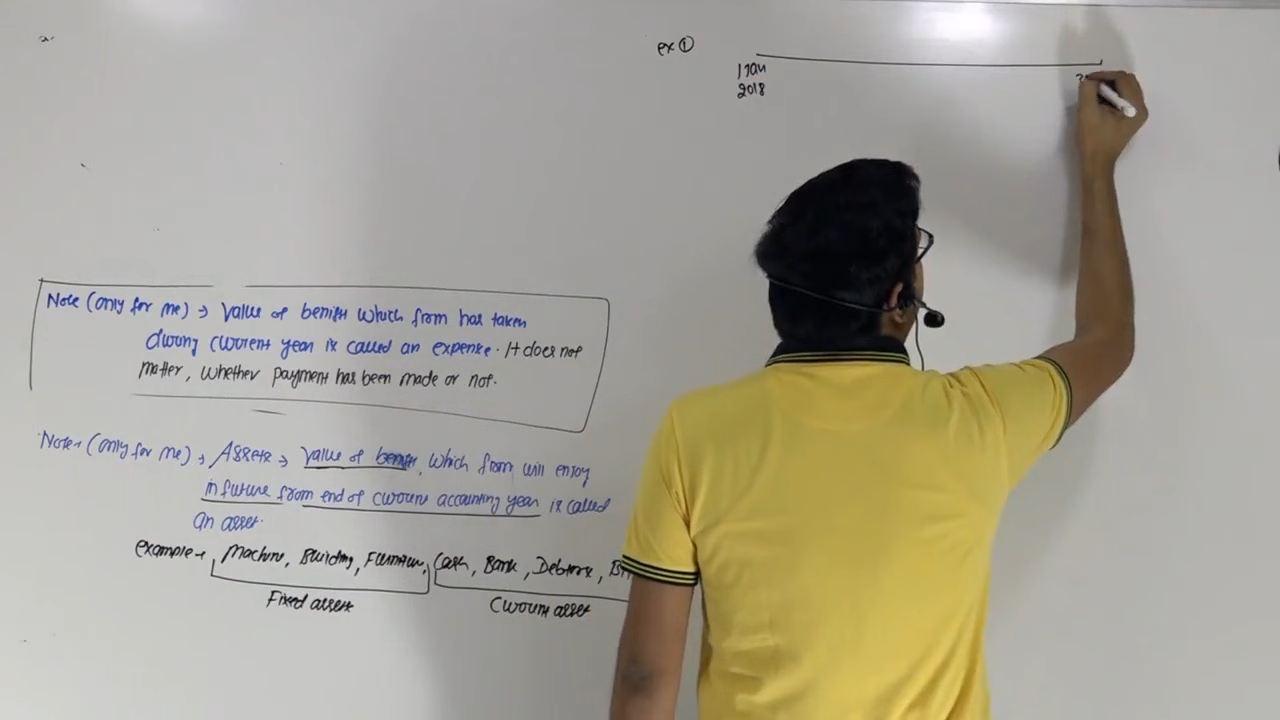 ex ①
1 Jan
2018
Note (only for me) → Value of benifit which firm has taken
during current year is called an expense. It does not
matter, whether payment has been made or not.
Note → (only for me) → Assets → Value of benifit, which firm will enjoy
in future from end of current accounting year is called
an asset.
example → Machine, Building, Furniture, Cash, Bank, Debtors,
Fixed asset
Current asset